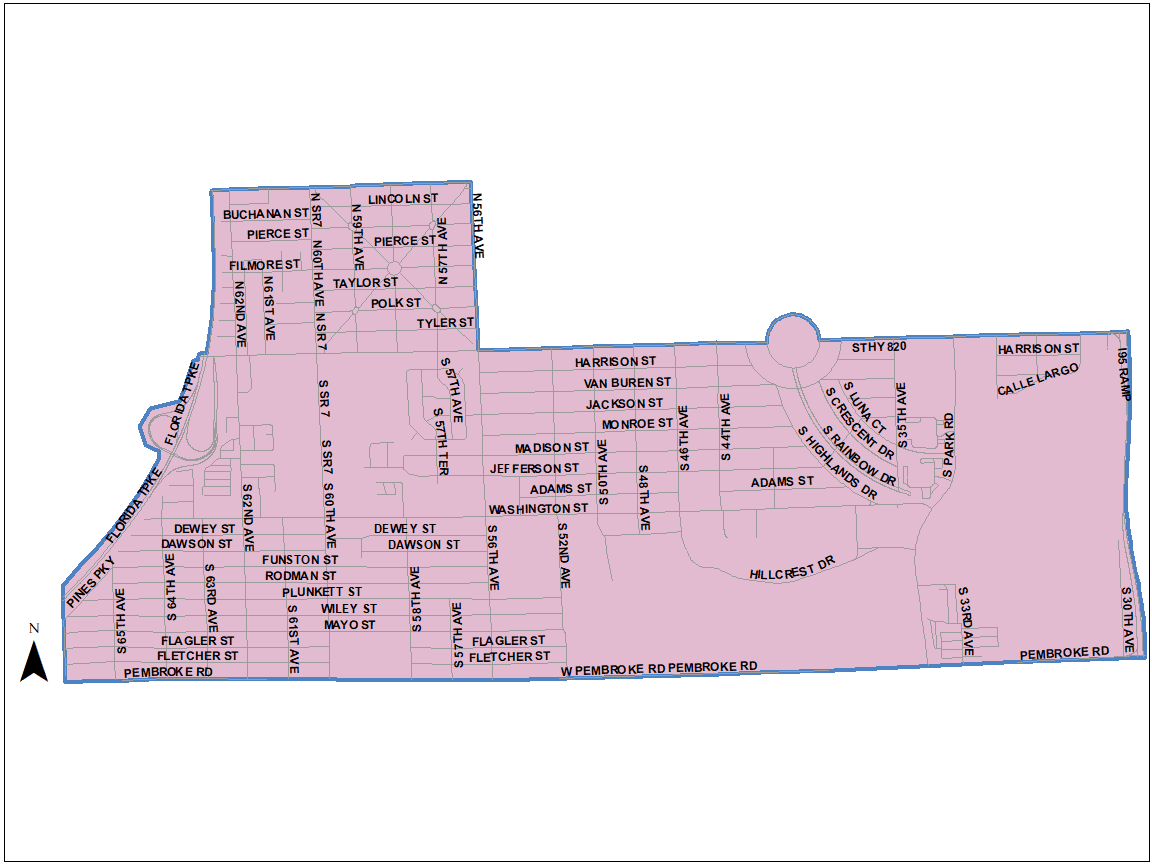 LINCOLN ST
BUCHANAN ST
N SR7
N 59TH AVE
N 56TH AVE
PIERCE ST
PIERCE ST
N 57TH AVE
N 60TH AVE
FILMORE ST
TAYLOR ST
N 62ND AVE
N 61ST AVE
POLK ST
N SR 7
TYLER ST
STHY 820
HARRISON ST
HARRISON ST
I95 RAMP
FLORIDA TPKE
S 57TH AVE
VAN BUREN ST
CALLE LARGO
S SR 7
JACKSON ST
S LUNA CT
S CRESCENT DR
S 35TH AVE
S 57TH TER
MONROE ST
S 46TH AVE
S 44TH AVE
S RAINBOW DR
S HIGHLANDS DR
S PARK RD
S SR7
MADISON ST
S 50TH AVE
JEFFERSON ST
S 48TH AVE
FLORIDA TPKE
S 62ND AVE
S 60TH AVE
ADAMS ST
ADAMS ST
WASHINGTON ST
DEWEY ST
DEWEY ST
S 56TH AVE
S 52ND AVE
DAWSON ST
DAWSON ST
FUNSTON ST
HILLCREST DR
PINES PKY
S 64TH AVE
S 63RD AVE
RODMAN ST
S 58TH AVE
PLUNKETT ST
S 65TH AVE
S 61ST AVE
WILEY ST
S 57TH AVE
S 33RD AVE
S 30TH AVE
MAYO ST
N
FLAGLER ST
FLAGLER ST
FLETCHER ST
FLETCHER ST
PEMBROKE RD
PEMBROKE RD
W PEMBROKE RD PEMBROKE RD